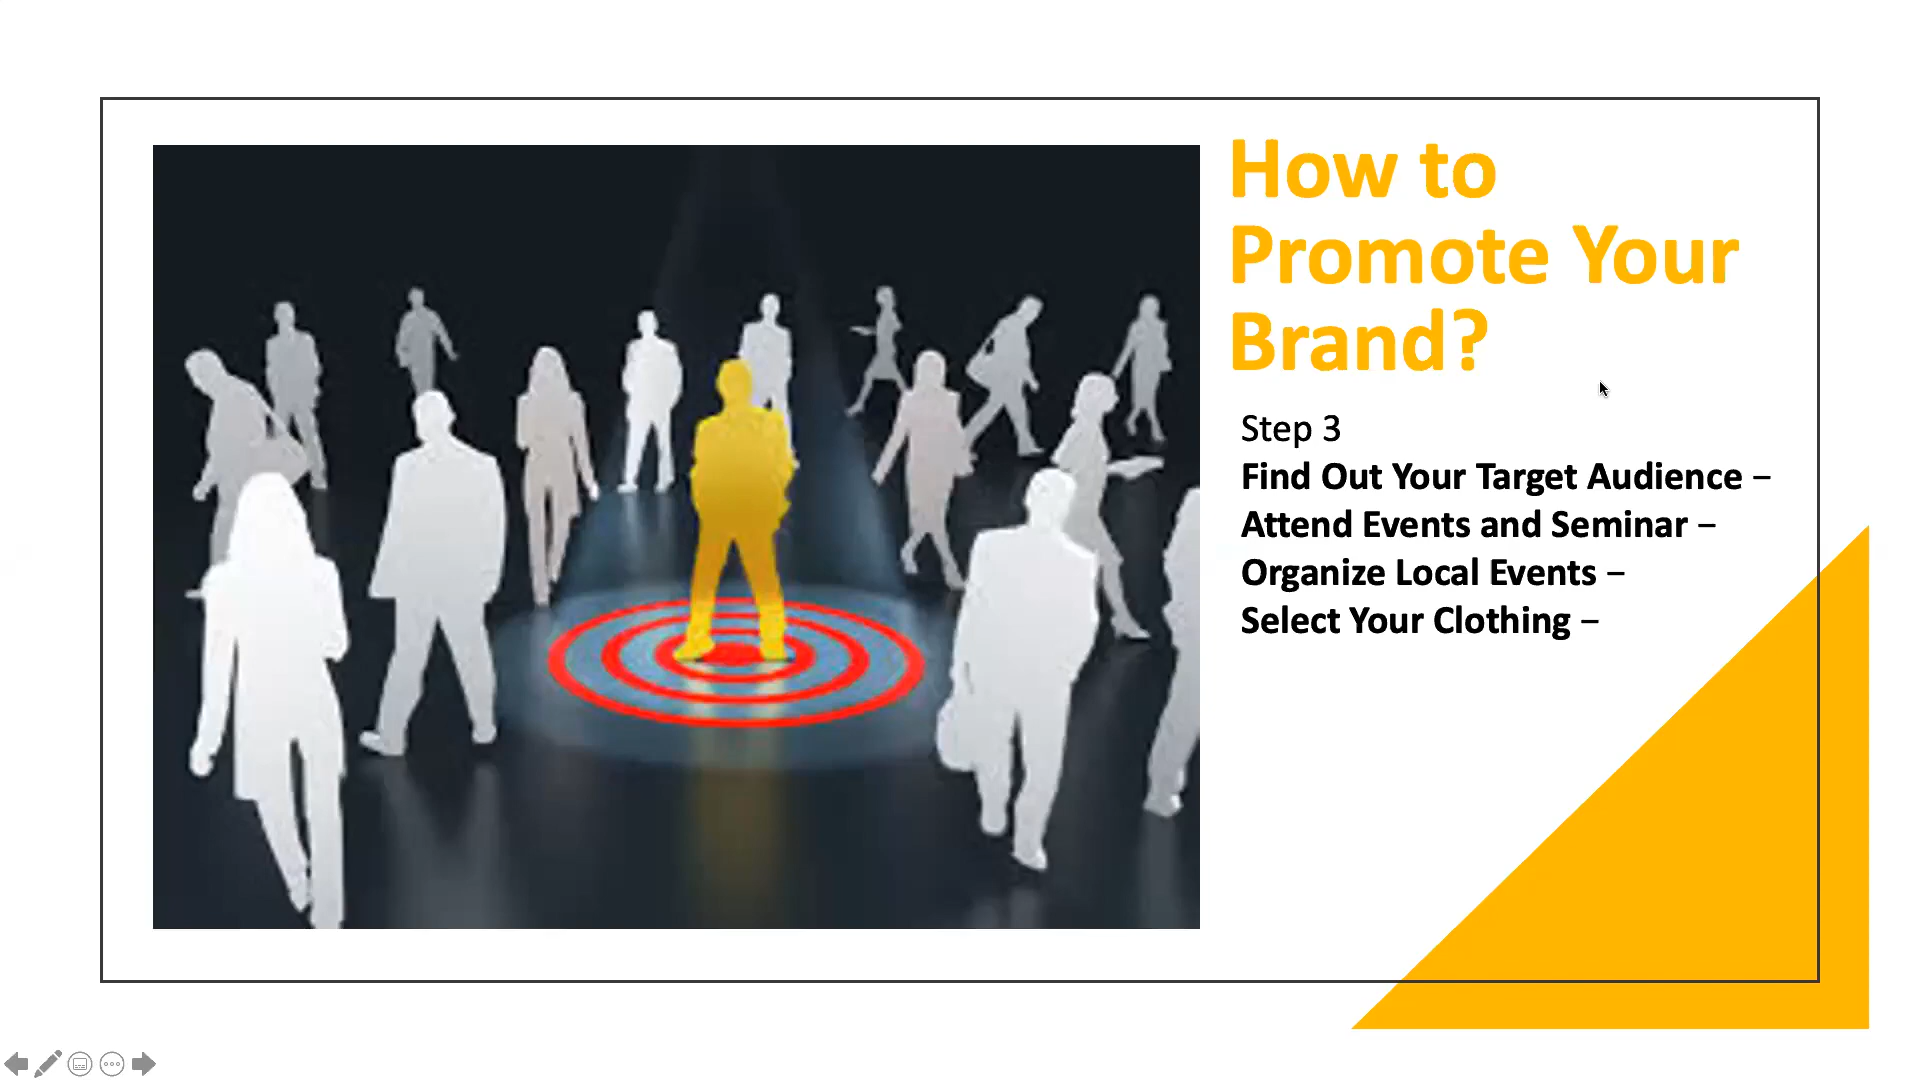 How to
Promote Your
Brand?
Step 3
Find Out Your Target Audience –
Attend Events and Seminar –
Organize Local Events –
Select Your Clothing –